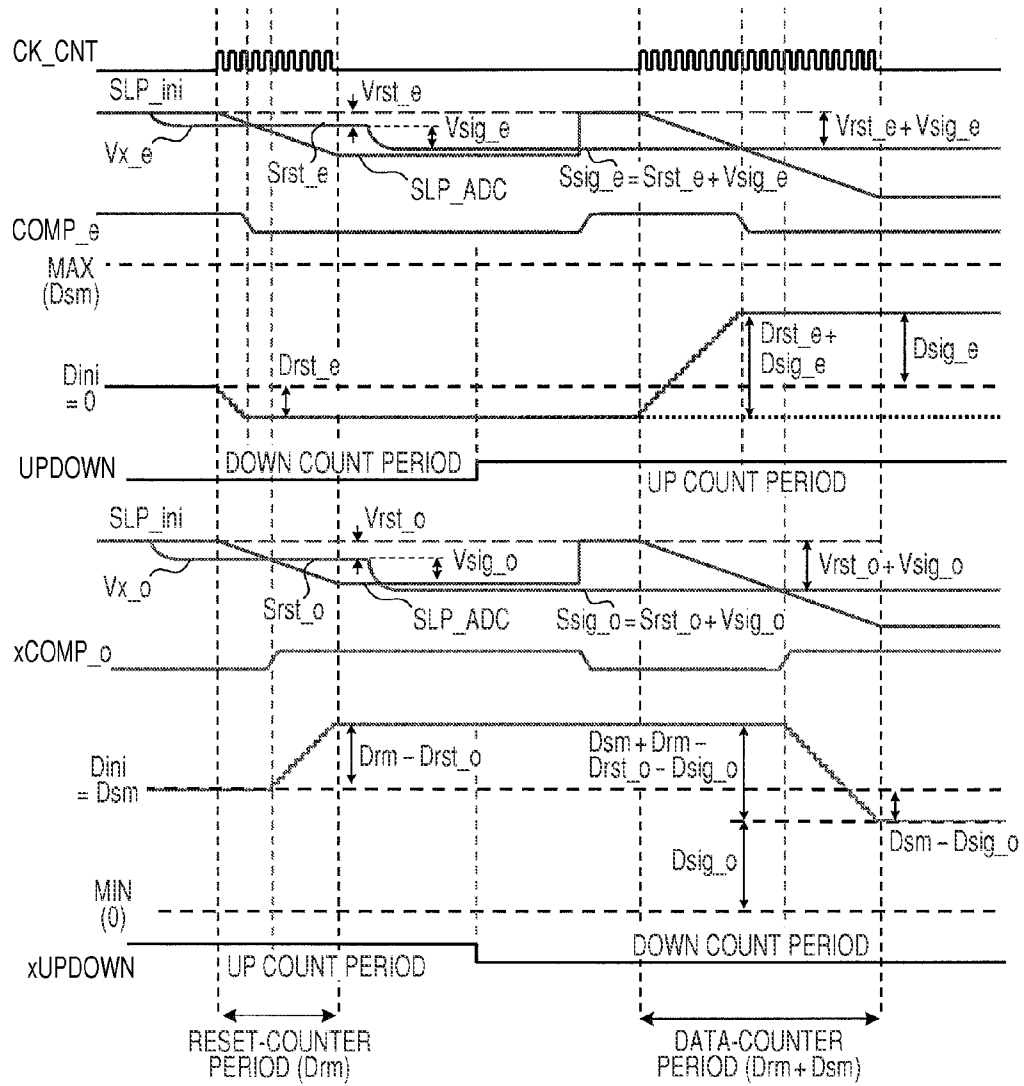 CK_CNT
SLP_ini
Vrst_e
Vsig_e
Vrst_e + Vsig_e
Vx_e
Srst_e
SLP_ADC
Ssig_e = Srst_e + Vsig_e
COMP_e
MAX
(Dsm)
Drst_e
Drst_e +
Dsig_e
Dsig_e
Dini
= 0
UPDOWN
DOWN COUNT PERIOD
UP COUNT PERIOD
SLP_ini
Vrst_o
Vsig_o
Vrst_o + Vsig_o
Vx_o
Srst_o
SLP_ADC
Ssig_o = Srst_o + Vsig_o
xCOMP_o
Drm – Drst_o
Dsm + Drm –
Drst_o – Dsig_o
Dini
= Dsm
Dsm – Dsig_o
Dsig_o
MIN
(0)
xUPDOWN
UP COUNT PERIOD
DOWN COUNT PERIOD
RESET-COUNTER
PERIOD (Drm)
DATA-COUNTER
PERIOD (Drm + Dsm)